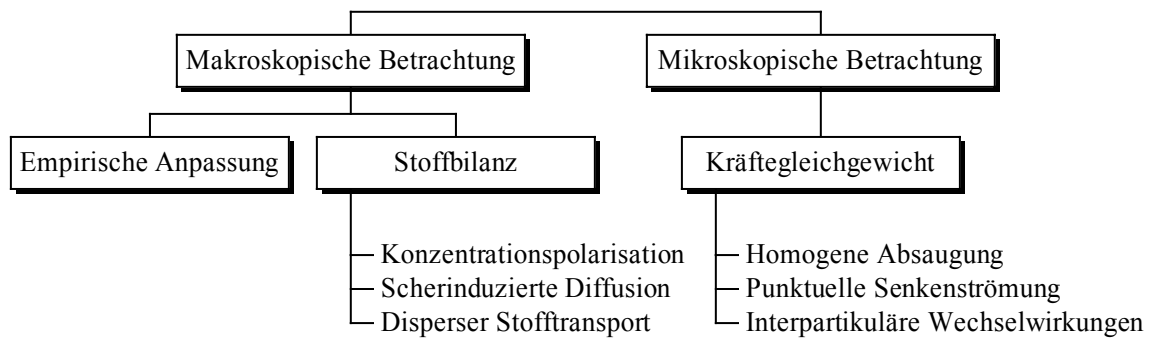 Makroskopische Betrachtung
Mikroskopische Betrachtung
Empirische Anpassung
Stoffbilanz
Kräftegleichgewicht
Konzentrationspolarisation
Scherinduzierte Diffusion
Disperser Stofftransport
Homogene Absaugung
Punktuelle Senkenströmung
Interpartikuläre Wechselwirkungen